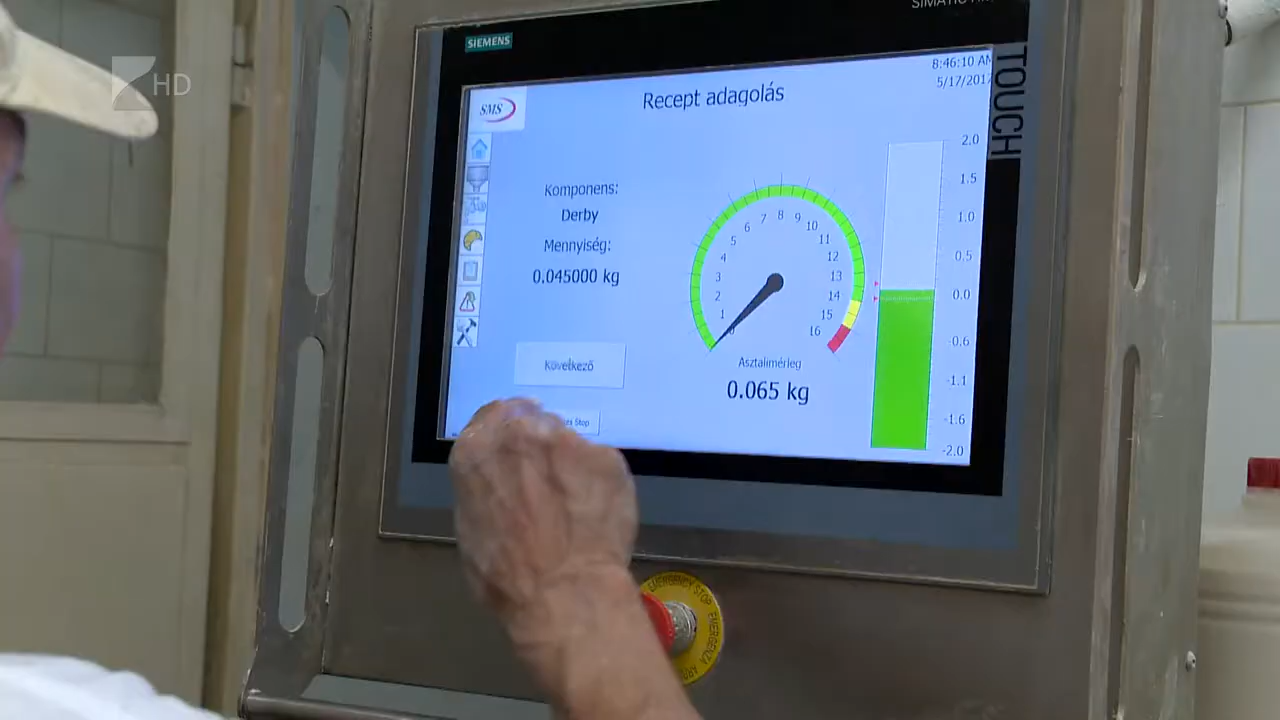 HD
SIEMENS
TOUCH
SMS
Recept adagolás
8:46:10 AM
5/17/2017
Komponens:
Derby
Mennyiség:
0.045000 kg
Következő
Stop
1
2
3
4
5
6
7
8
9
10
11
12
13
14
15
16
Asztalimérleg
0.065 kg
2.0
1.5
1.0
0.5
0.0
-0.6
-1.1
-1.6
-2.0
EMERGENCY STOP
EMERGENZA